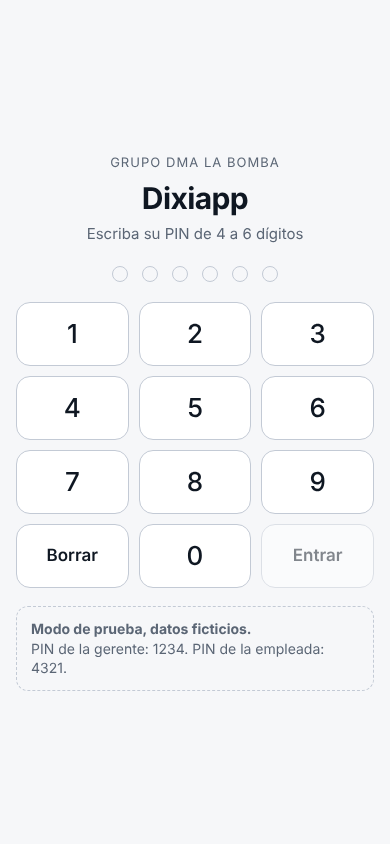 GRUPO DMA LA BOMBA
Dixiapp
Escriba su PIN de 4 a 6 dígitos
1 2 3
4 5 6
7 8 9
Borrar 0 Entrar
Modo de prueba, datos ficticios.
PIN de la gerente: 1234. PIN de la empleada:
4321.